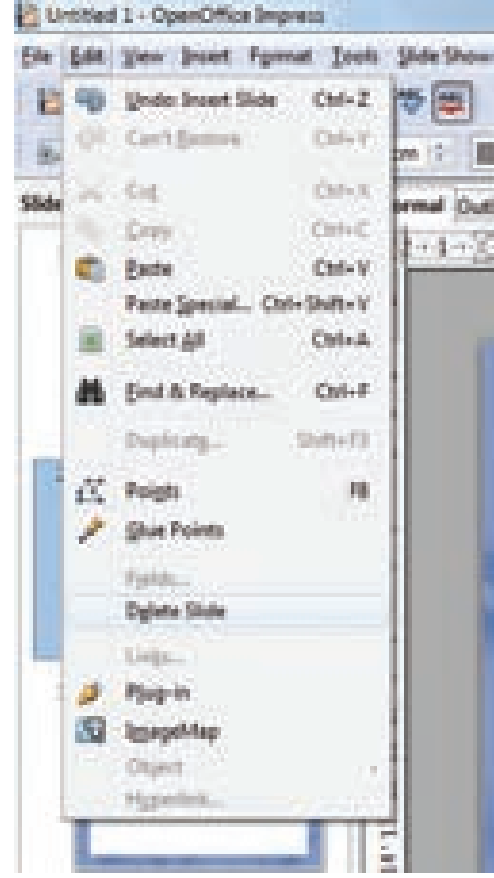 Untitled 1 - OpenOffice Impress
File Edit View Insert Format Tools Slide Show
Undo: Insert Slide Ctrl+Z
Can't Restore Ctrl+Y
Cut Ctrl+X
Copy Ctrl+C
Paste Ctrl+V
Paste Special... Ctrl+Shift+V
Select All Ctrl+A
Find & Replace... Ctrl+F
Duplicate... Shift+F3
Points F8
Glue Points
Fields...
Delete Slide
Links...
Plug-in
ImageMap
Object
Hyperlink...